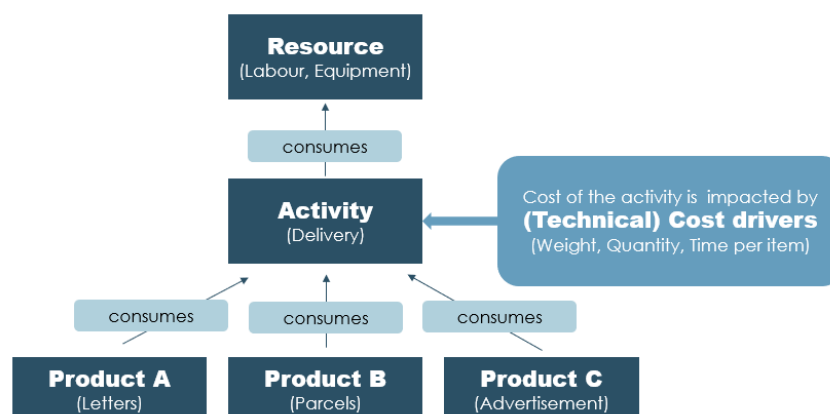 Resource
(Labour, Equipment)
consumes
Activity
(Delivery)
Cost of the activity is impacted by
(Technical) Cost drivers
(Weight, Quantity, Time per item)
consumes
consumes
consumes
Product A
(Letters)
Product B
(Parcels)
Product C
(Advertisement)